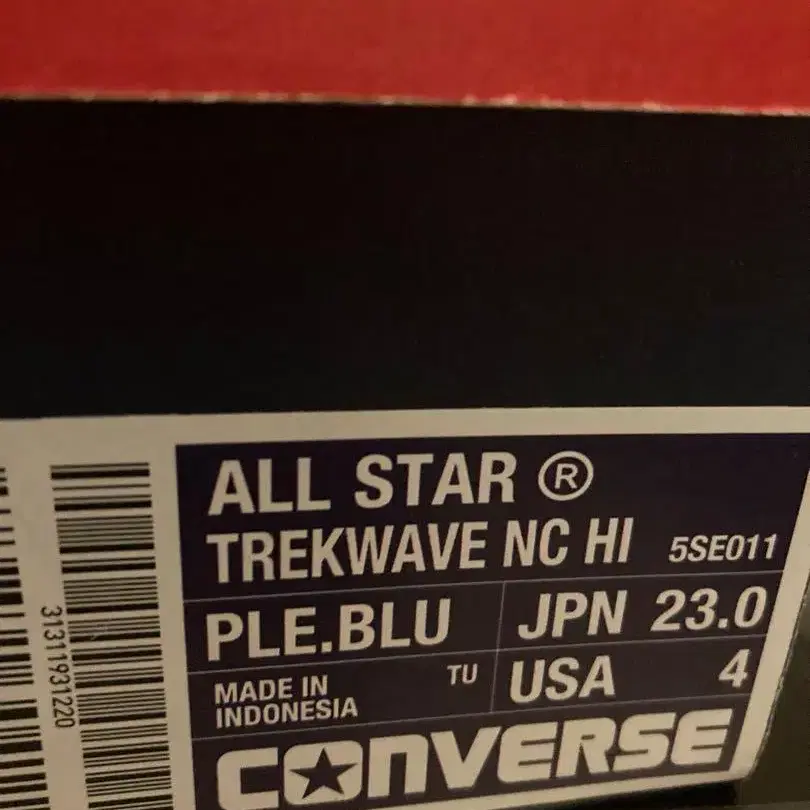 ALL STAR ®
TREKWAVE NC HI 5SE011
PLE.BLU JPN 23.0
MADE IN INDONESIA TU USA 4
CONVERSE
31311931220